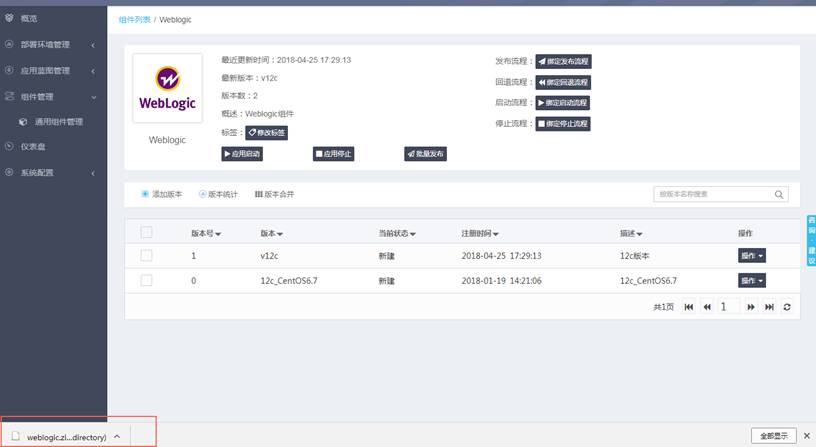 概览
部署环境管理
应用蓝图管理
组件管理
通用组件管理
仪表盘
系统配置
组件列表 / Weblogic
WebLogic
Weblogic
最近更新时间：2018-04-25 17:29:13
最新版本：v12c
版本数：2
概述：Weblogic组件
标签： 修改标签
应用启动 应用停止 批量发布
发布流程： 绑定发布流程
回退流程： 绑定回退流程
启动流程： 绑定启动流程
停止流程： 绑定停止流程
添加版本 版本统计 版本合并
按版本名称搜索
版本号 版本 当前状态 注册时间 描述 操作
1 v12c 新建 2018-04-25 17:29:13 12c版本 操作
0 12c_CentOS6.7 新建 2018-01-19 14:21:06 12c_CentOS6.7 操作
共1页 1
咨询·建议
weblogic.zi...directory)
全部显示